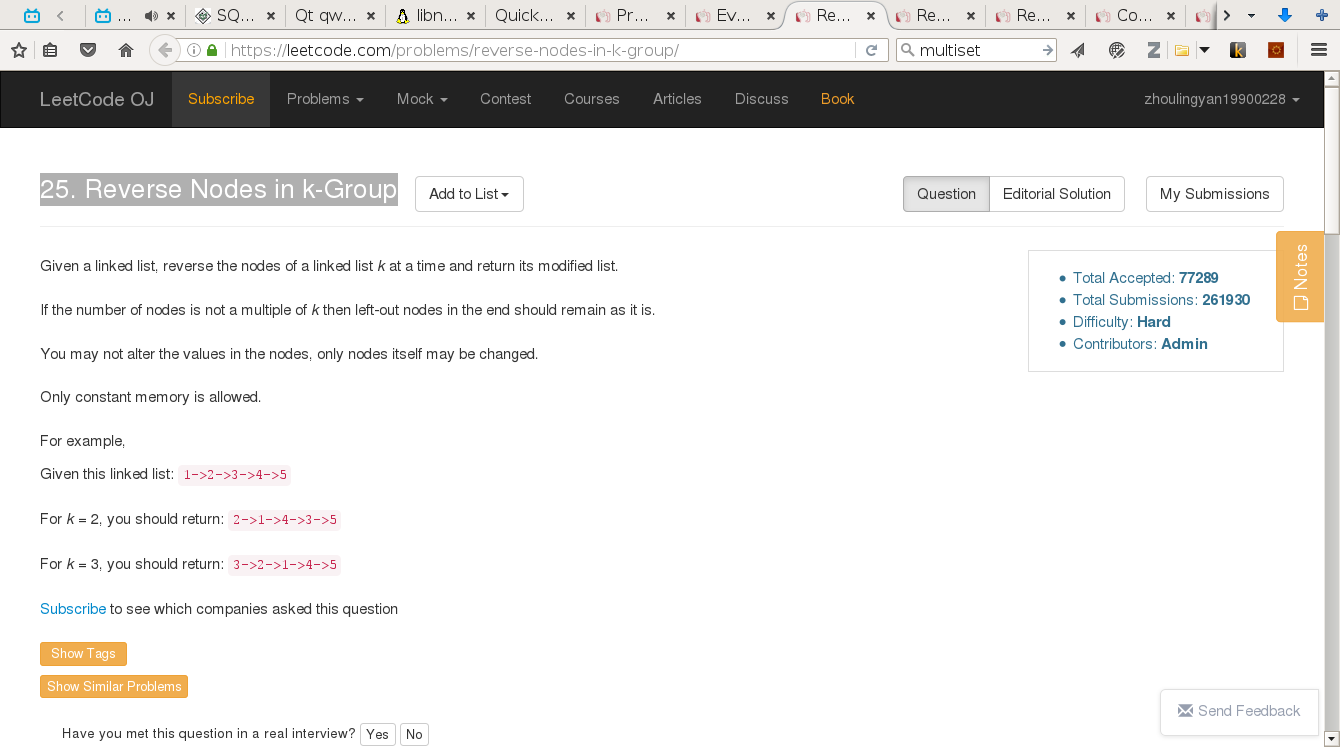 ... SQ... Qt qw... libn... Quick... Pr... Ev... Re... Re... Re... Co...
https://leetcode.com/problems/reverse-nodes-in-k-group/ multiset
LeetCode OJ Subscribe Problems Mock Contest Courses Articles Discuss Book zhoulingyan19900228
25. Reverse Nodes in k-Group Add to List Question Editorial Solution My Submissions
Notes
Given a linked list, reverse the nodes of a linked list k at a time and return its modified list.
Total Accepted: 77289
Total Submissions: 261930
Difficulty: Hard
Contributors: Admin
If the number of nodes is not a multiple of k then left-out nodes in the end should remain as it is.
You may not alter the values in the nodes, only nodes itself may be changed.
Only constant memory is allowed.
For example,
Given this linked list: 1->2->3->4->5
For k = 2, you should return: 2->1->4->3->5
For k = 3, you should return: 3->2->1->4->5
Subscribe to see which companies asked this question
Show Tags
Show Similar Problems
Send Feedback
Have you met this question in a real interview? Yes No